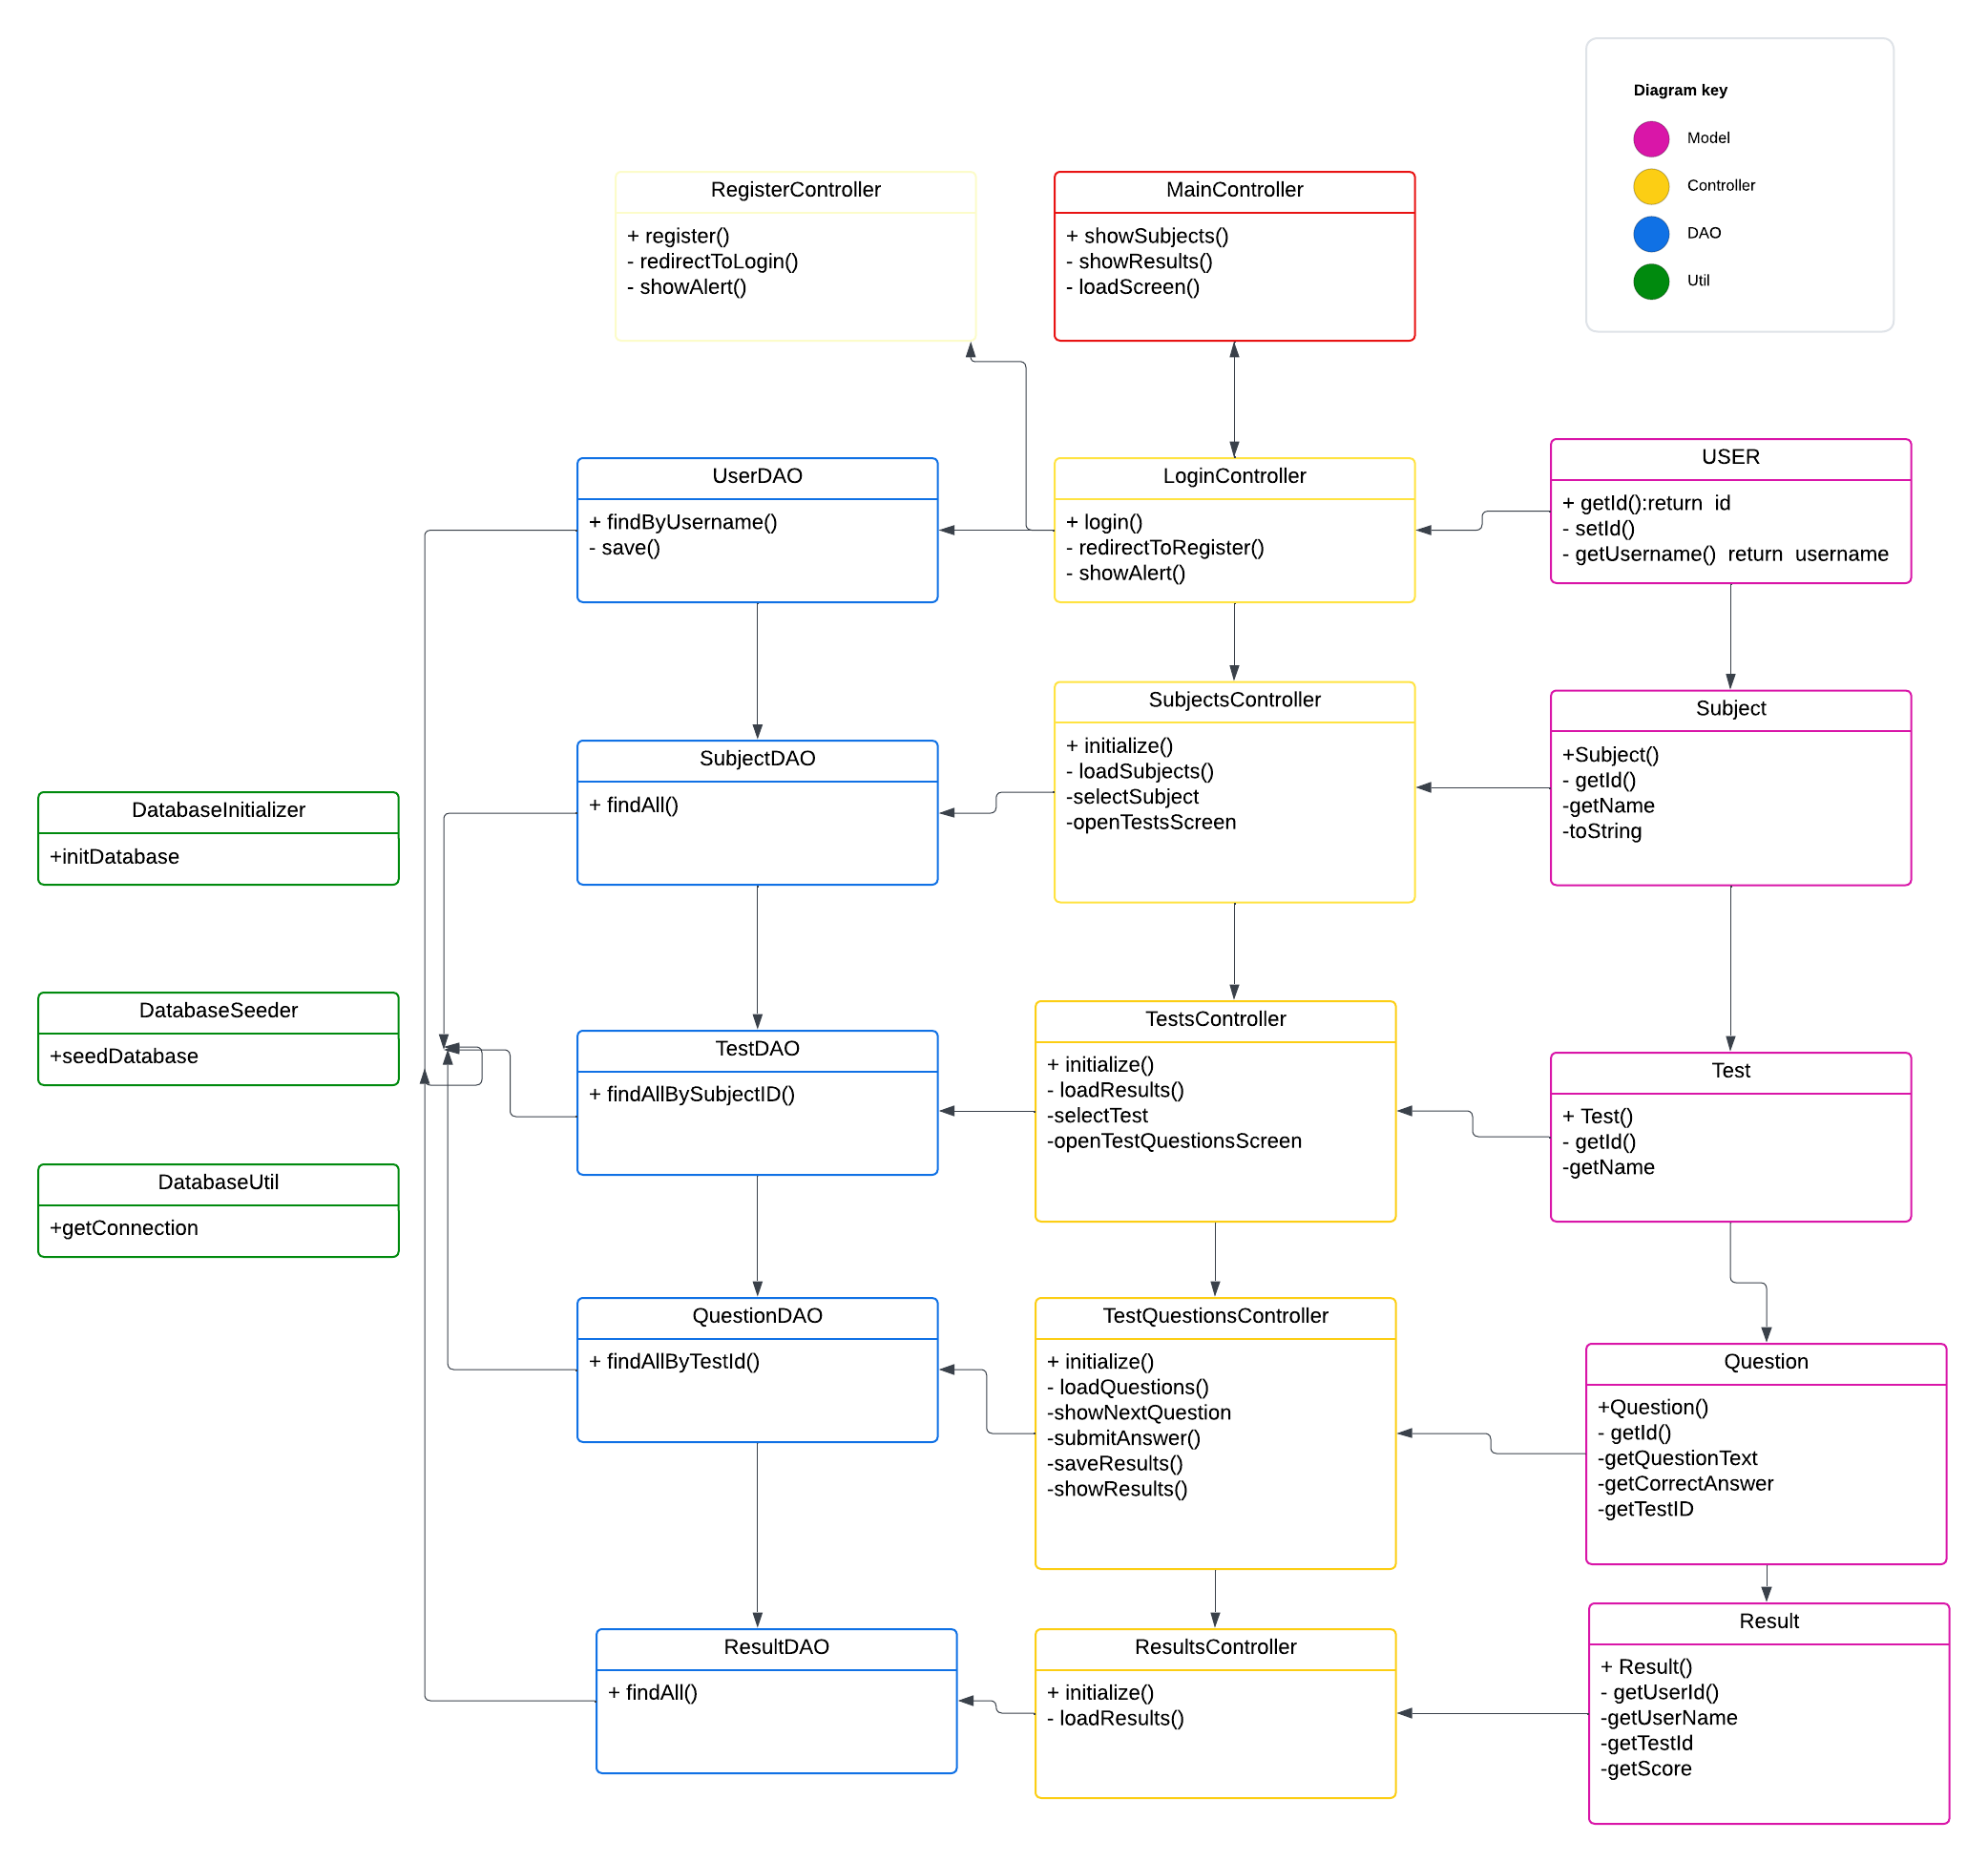 Diagram key
Model
Controller
DAO
Util
RegisterController
+ register()
- redirectToLogin()
- showAlert()
MainController
+ showSubjects()
- showResults()
- loadScreen()
UserDAO
+ findByUsername()
- save()
LoginController
+ login()
- redirectToRegister()
- showAlert()
USER
+ getId():return id
- setId()
- getUsername() return username
SubjectDAO
+ findAll()
SubjectsController
+ initialize()
- loadSubjects()
-selectSubject
-openTestsScreen
Subject
+Subject()
- getId()
-getName
-toString
DatabaseInitializer
+initDatabase
DatabaseSeeder
+seedDatabase
DatabaseUtil
+getConnection
TestDAO
+ findAllBySubjectID()
TestsController
+ initialize()
- loadResults()
-selectTest
-openTestQuestionsScreen
Test
+ Test()
- getId()
-getName
QuestionDAO
+ findAllByTestId()
TestQuestionsController
+ initialize()
- loadQuestions()
-showNextQuestion
-submitAnswer()
-saveResults()
-showResults()
Question
+Question()
- getId()
-getQuestionText
-getCorrectAnswer
-getTestID
ResultDAO
+ findAll()
ResultsController
+ initialize()
- loadResults()
Result
+ Result()
- getUserId()
-getUserName
-getTestId
-getScore